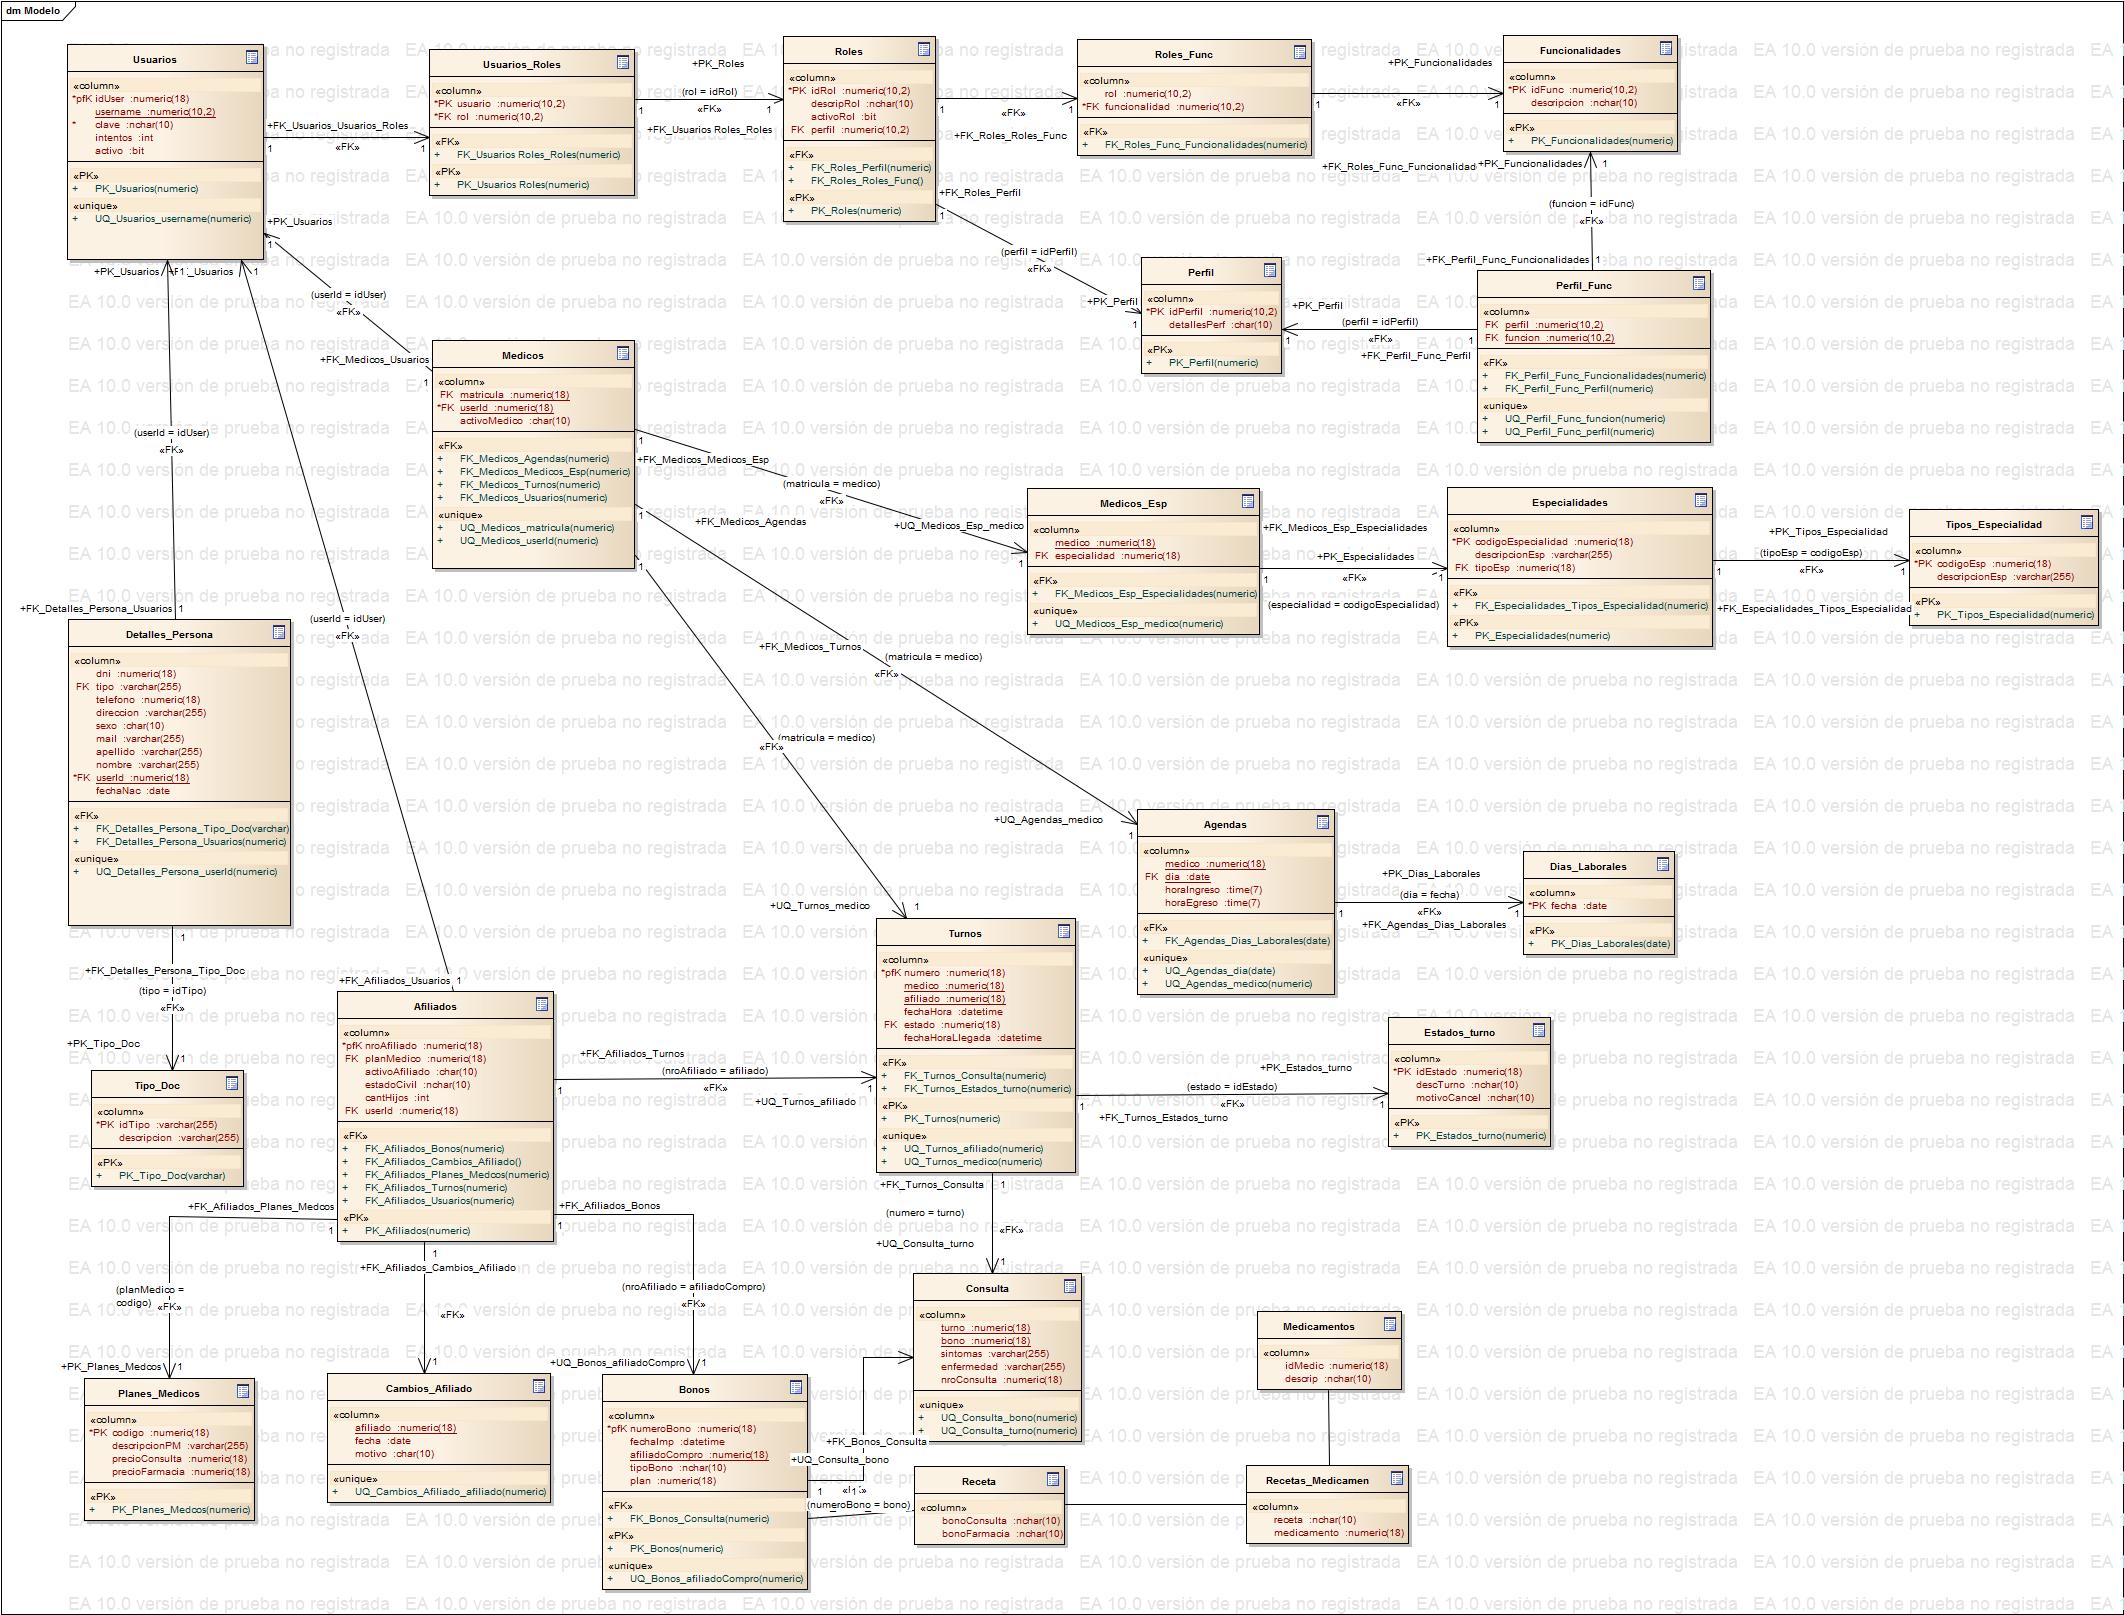 dm Modelo
Usuarios
«column»
*pfK idUser :numeric(18)
username :numeric(10,2)
* clave :nchar(10)
intentos :int
activo :bit
«PK»
+ PK_Usuarios(numeric)
«unique»
+ UQ_Usuarios_username(numeric)
+FK_Usuarios_Usuarios_Roles
1
«FK»
1
Usuarios_Roles
«column»
*PK usuario :numeric(10,2)
*FK rol :numeric(10,2)
«FK»
+ FK_Usuarios Roles_Roles(numeric)
«PK»
+ PK_Usuarios Roles(numeric)
+PK_Roles
(rol = idRol)
1
«FK»
1
+FK_Usuarios Roles_Roles
Roles
«column»
*PK idRol :numeric(10,2)
descripRol :nchar(10)
activoRol :bit
FK perfil :numeric(10,2)
«FK»
+ FK_Roles_Perfil(numeric)
+ FK_Roles_Roles_Func()
«PK»
+ PK_Roles(numeric)
1
«FK»
1
+FK_Roles_Roles_Func
Roles_Func
«column»
rol :numeric(10,2)
*FK funcionalidad :numeric(10,2)
«FK»
+ FK_Roles_Func_Funcionalidades(numeric)
+PK_Funcionalidades
1
«FK»
1
+FK_Roles_Func_Funcionalidad
Funcionalidades
«column»
*PK idFunc :numeric(10,2)
descripcion :nchar(10)
«PK»
+ PK_Funcionalidades(numeric)
+PK_Funcionalidades
1
(funcion = idFunc)
«FK»
+FK_Perfil_Func_Funcionalidades
1
+FK_Roles_Perfil
1
(perfil = idPerfil)
«FK»
+PK_Perfil
1
Perfil
«column»
*PK idPerfil :numeric(10,2)
detallesPerf :char(10)
«PK»
+ PK_Perfil(numeric)
+PK_Perfil
(perfil = idPerfil)
1
«FK»
1
+FK_Perfil_Func_Perfil
Perfil_Func
«column»
FK perfil :numeric(10,2)
FK funcion :numeric(10,2)
«FK»
+ FK_Perfil_Func_Funcionalidades(numeric)
+ FK_Perfil_Func_Perfil(numeric)
«unique»
+ UQ_Perfil_Func_funcion(numeric)
+ UQ_Perfil_Func_perfil(numeric)
+PK_Usuarios
1
(userId = idUser)
«FK»
+FK_Medicos_Usuarios
1
+PK_Usuarios
1
(userId = idUser)
«FK»
+FK_Detalles_Persona_Usuarios
1
1
(userId = idUser)
«FK»
+FK_Afiliados_Usuarios
1
Medicos
«column»
FK matricula :numeric(18)
*FK userId :numeric(18)
activoMedico :char(10)
«FK»
+ FK_Medicos_Agendas(numeric)
+ FK_Medicos_Medicos_Esp(numeric)
+ FK_Medicos_Turnos(numeric)
+ FK_Medicos_Usuarios(numeric)
«unique»
+ UQ_Medicos_matricula(numeric)
+ UQ_Medicos_userId(numeric)
1
+FK_Medicos_Medicos_Esp
(matricula = medico)
«FK»
+UQ_Medicos_Esp_medico
1
1
+FK_Medicos_Agendas
1
+FK_Medicos_Turnos
(matricula = medico)
«FK»
(matricula = medico)
«FK»
+UQ_Agendas_medico
1
+UQ_Turnos_medico
1
Medicos_Esp
«column»
medico :numeric(18)
FK especialidad :numeric(18)
«FK»
+ FK_Medicos_Esp_Especialidades(numeric)
«unique»
+ UQ_Medicos_Esp_medico(numeric)
+FK_Medicos_Esp_Especialidades
+PK_Especialidades
1
«FK»
1
(especialidad = codigoEspecialidad)
Especialidades
«column»
*PK codigoEspecialidad :numeric(18)
descripcionEsp :varchar(255)
FK tipoEsp :numeric(18)
«FK»
+ FK_Especialidades_Tipos_Especialidad(numeric)
«PK»
+ PK_Especialidades(numeric)
+PK_Tipos_Especialidad
(tipoEsp = codigoEsp)
1
«FK»
1
+FK_Especialidades_Tipos_Especialidad
Tipos_Especialidad
«column»
*PK codigoEsp :numeric(18)
descripcionEsp :varchar(255)
«PK»
+ PK_Tipos_Especialidad(numeric)
Detalles_Persona
«column»
dni :numeric(18)
FK tipo :varchar(255)
telefono :numeric(18)
direccion :varchar(255)
sexo :char(10)
mail :varchar(255)
apellido :varchar(255)
nombre :varchar(255)
*FK userId :numeric(18)
fechaNac :date
«FK»
+ FK_Detalles_Persona_Tipo_Doc(varchar)
+ FK_Detalles_Persona_Usuarios(numeric)
«unique»
+ UQ_Detalles_Persona_userId(numeric)
1
+FK_Detalles_Persona_Tipo_Doc
(tipo = idTipo)
«FK»
+PK_Tipo_Doc
1
Tipo_Doc
«column»
*PK idTipo :varchar(255)
descripcion :varchar(255)
«PK»
+ PK_Tipo_Doc(varchar)
Agendas
«column»
medico :numeric(18)
FK dia :date
horaIngreso :time(7)
horaEgreso :time(7)
«FK»
+ FK_Agendas_Dias_Laborales(date)
«unique»
+ UQ_Agendas_dia(date)
+ UQ_Agendas_medico(numeric)
+PK_Dias_Laborales
(dia = fecha)
1
«FK»
1
+FK_Agendas_Dias_Laborales
Dias_Laborales
«column»
*PK fecha :date
«PK»
+ PK_Dias_Laborales(date)
Afiliados
«column»
*pfK nroAfiliado :numeric(18)
FK planMedico :numeric(18)
activoAfiliado :char(10)
estadoCivil :nchar(10)
cantHijos :int
FK userId :numeric(18)
«FK»
+ FK_Afiliados_Bonos(numeric)
+ FK_Afiliados_Cambios_Afiliado()
+ FK_Afiliados_Planes_Medcos(numeric)
+ FK_Afiliados_Turnos(numeric)
+ FK_Afiliados_Usuarios(numeric)
«PK»
+ PK_Afiliados(numeric)
+FK_Afiliados_Turnos
(nroAfiliado = afiliado)
1
«FK»
1
+UQ_Turnos_afiliado
Turnos
«column»
*pfK numero :numeric(18)
medico :numeric(18)
afiliado :numeric(18)
fechaHora :datetime
FK estado :numeric(18)
fechaHoraLlegada :datetime
«FK»
+ FK_Turnos_Consulta(numeric)
+ FK_Turnos_Estados_turno(numeric)
«PK»
+ PK_Turnos(numeric)
«unique»
+ UQ_Turnos_afiliado(numeric)
+ UQ_Turnos_medico(numeric)
+PK_Estados_turno
(estado = idEstado)
1
«FK»
1
+FK_Turnos_Estados_turno
Estados_turno
«column»
*PK idEstado :numeric(18)
descTurno :nchar(10)
motivoCancel :nchar(10)
«PK»
+ PK_Estados_turno(numeric)
+FK_Turnos_Consulta
1
(numero = turno)
«FK»
+UQ_Consulta_turno
1
+FK_Afiliados_Planes_Medcos
1
(planMedico =
codigo)
«FK»
+PK_Planes_Medcos
1
1
+FK_Afiliados_Cambios_Afiliado
«FK»
1
+FK_Afiliados_Bonos
1
(nroAfiliado = afiliadoCompro)
«FK»
+UQ_Bonos_afiliadoCompro
1
Planes_Medicos
«column»
*PK codigo :numeric(18)
descripcionPM :varchar(255)
precioConsulta :numeric(18)
precioFarmacia :numeric(18)
«PK»
+ PK_Planes_Medcos(numeric)
Cambios_Afiliado
«column»
afiliado :numeric(18)
fecha :date
motivo :char(10)
«unique»
+ UQ_Cambios_Afiliado_afiliado(numeric)
Bonos
«column»
*pfK numeroBono :numeric(18)
fechaImp :datetime
afiliadoCompro :numeric(18)
tipoBono :nchar(10)
plan :numeric(18)
«FK»
+ FK_Bonos_Consulta(numeric)
«PK»
+ PK_Bonos(numeric)
«unique»
+ UQ_Bonos_afiliadoCompro(numeric)
+FK_Bonos_Consulta
+UQ_Consulta_bono
1
(numeroBono = bono)
Consulta
«column»
turno :numeric(18)
bono :numeric(18)
sintomas :varchar(255)
enfermedad :varchar(255)
nroConsulta :numeric(18)
«unique»
+ UQ_Consulta_bono(numeric)
+ UQ_Consulta_turno(numeric)
Medicamentos
«column»
idMedic :numeric(18)
descrip :nchar(10)
Receta
«column»
bonoConsulta :nchar(10)
bonoFarmacia :nchar(10)
Recetas_Medicamen
«column»
receta :nchar(10)
medicamento :numeric(18)
EA 10.0 versión de prueba no registrada